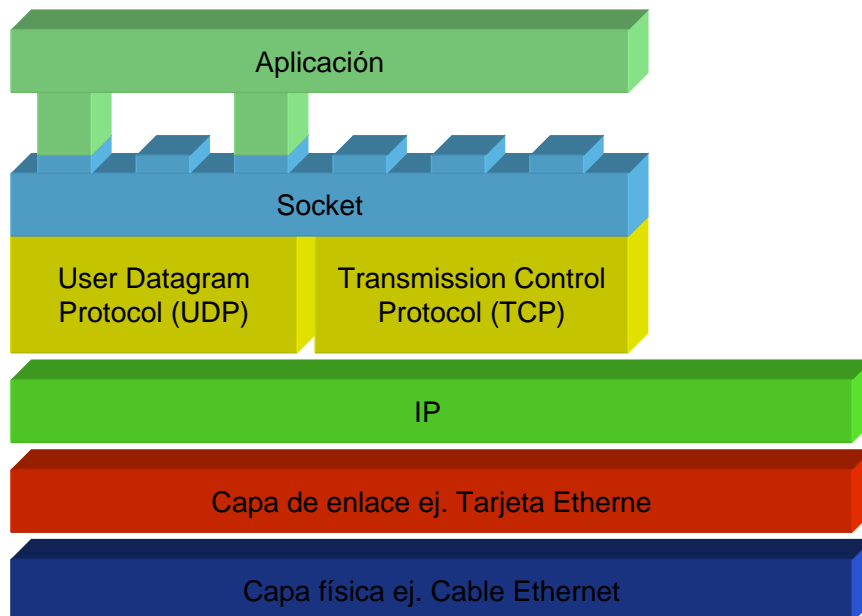 Aplicación
Socket
User Datagram
Protocol (UDP)
Transmission Control
Protocol (TCP)
IP
Capa de enlace ej. Tarjeta Etherne
Capa física ej. Cable Ethernet